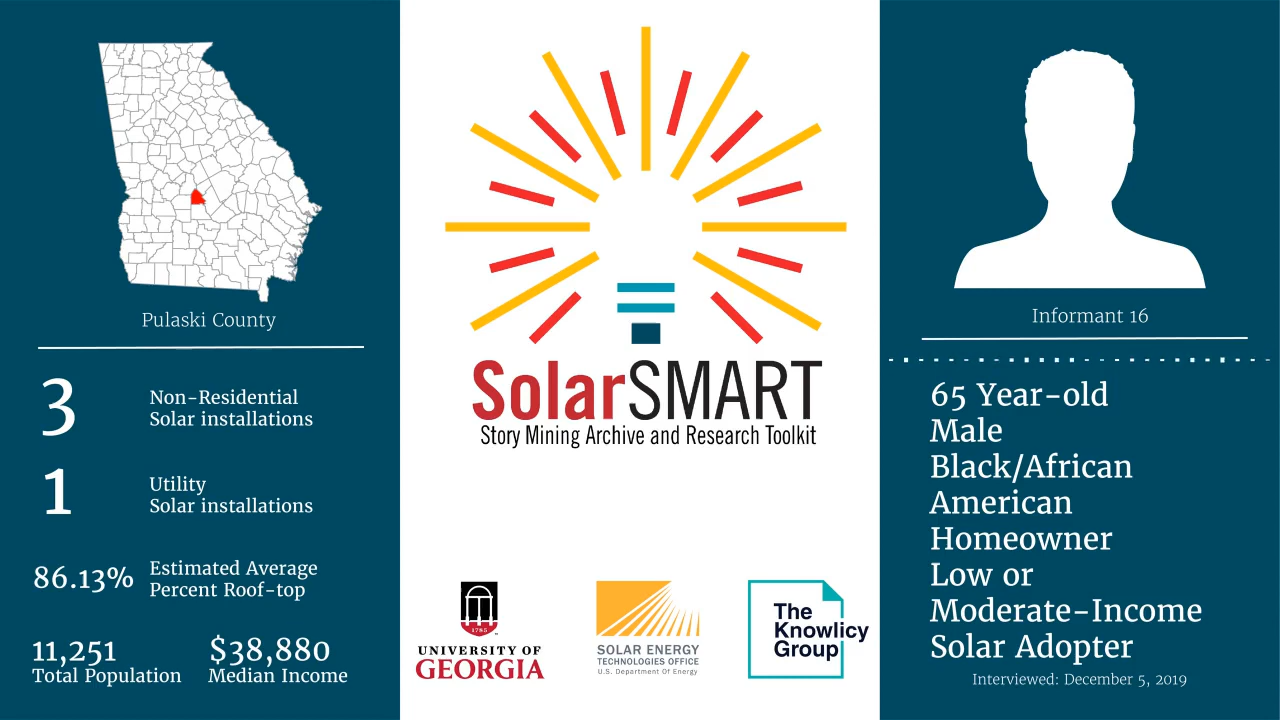 Pulaski County
3
Non-Residential
Solar installations
1
Utility
Solar installations
86.13%
Estimated Average
Percent Roof-top
11,251
Total Population
$38,880
Median Income
SolarSMART
Story Mining Archive and Research Toolkit
1785
UNIVERSITY OF
GEORGIA
SOLAR ENERGY
TECHNOLOGIES OFFICE
U.S. Department Of Energy
The
Knowlicy
Group
Informant 16
65 Year-old
Male
Black/African
American
Homeowner
Low or
Moderate-Income
Solar Adopter
Interviewed: December 5, 2019